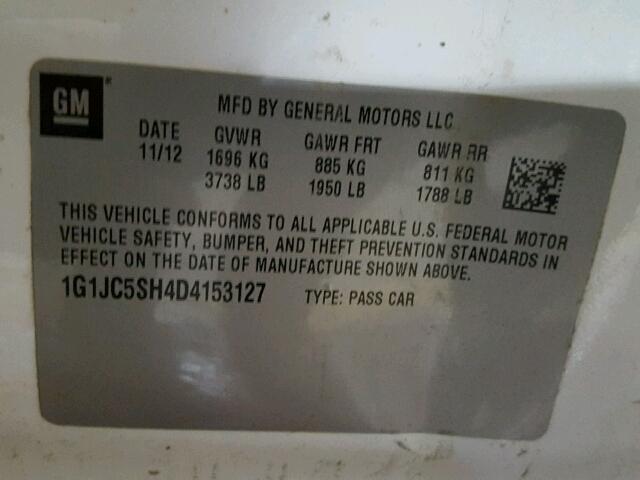 GM
MFD BY GENERAL MOTORS LLC
DATE GVWR GAWR FRT GAWR RR
11/12 1696 KG 885 KG 811 KG
3738 LB 1950 LB 1788 LB
THIS VEHICLE CONFORMS TO ALL APPLICABLE U.S. FEDERAL MOTOR
VEHICLE SAFETY, BUMPER, AND THEFT PREVENTION STANDARDS IN
EFFECT ON THE DATE OF MANUFACTURE SHOWN ABOVE.
1G1JC5SH4D4153127 TYPE: PASS CAR